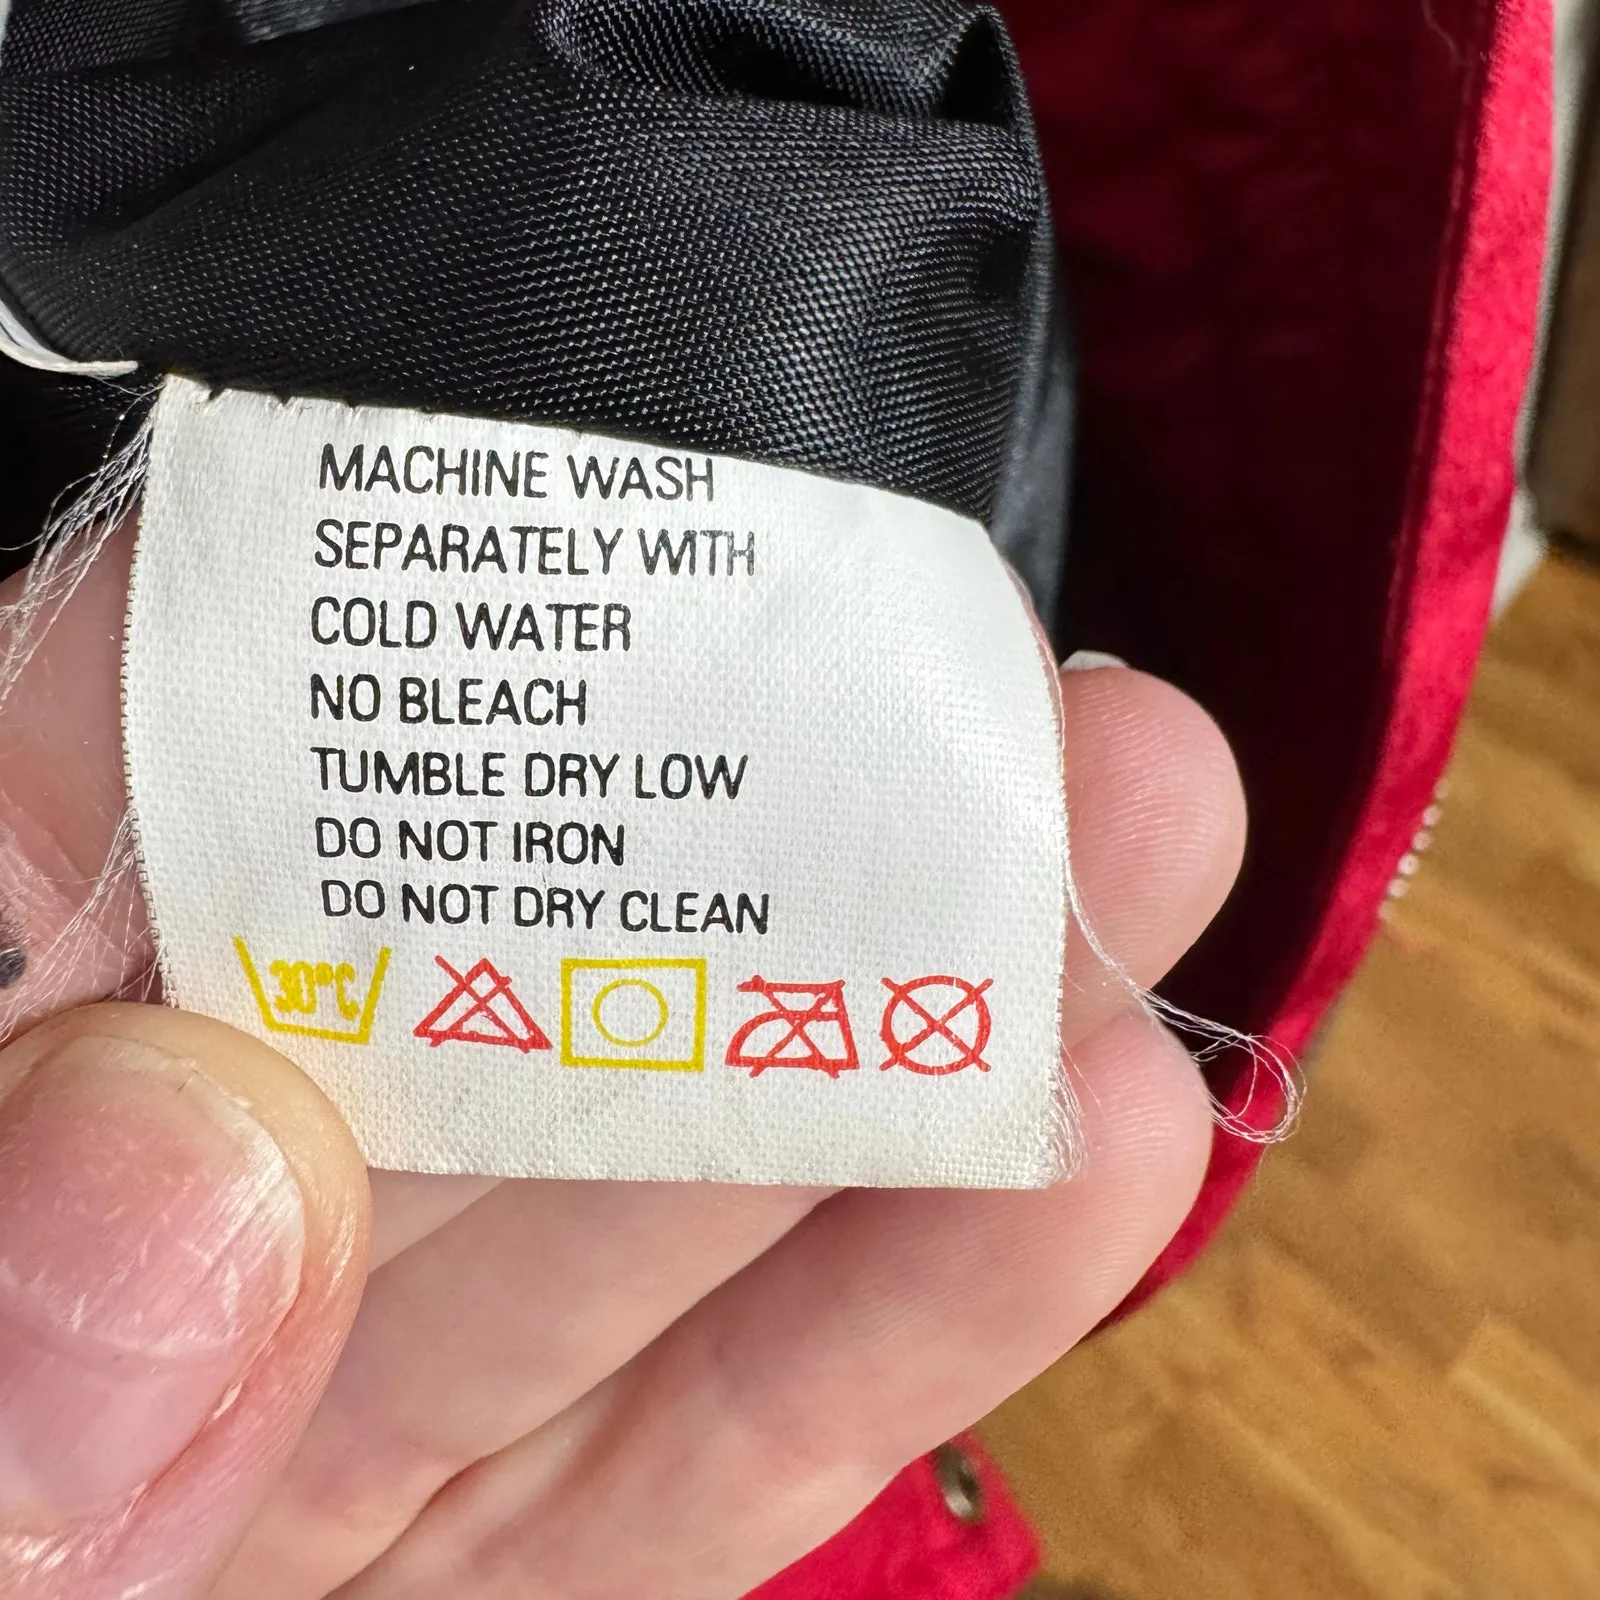 MACHINE WASH
SEPARATELY WITH
COLD WATER
NO BLEACH
TUMBLE DRY LOW
DO NOT IRON
DO NOT DRY CLEAN
30°C